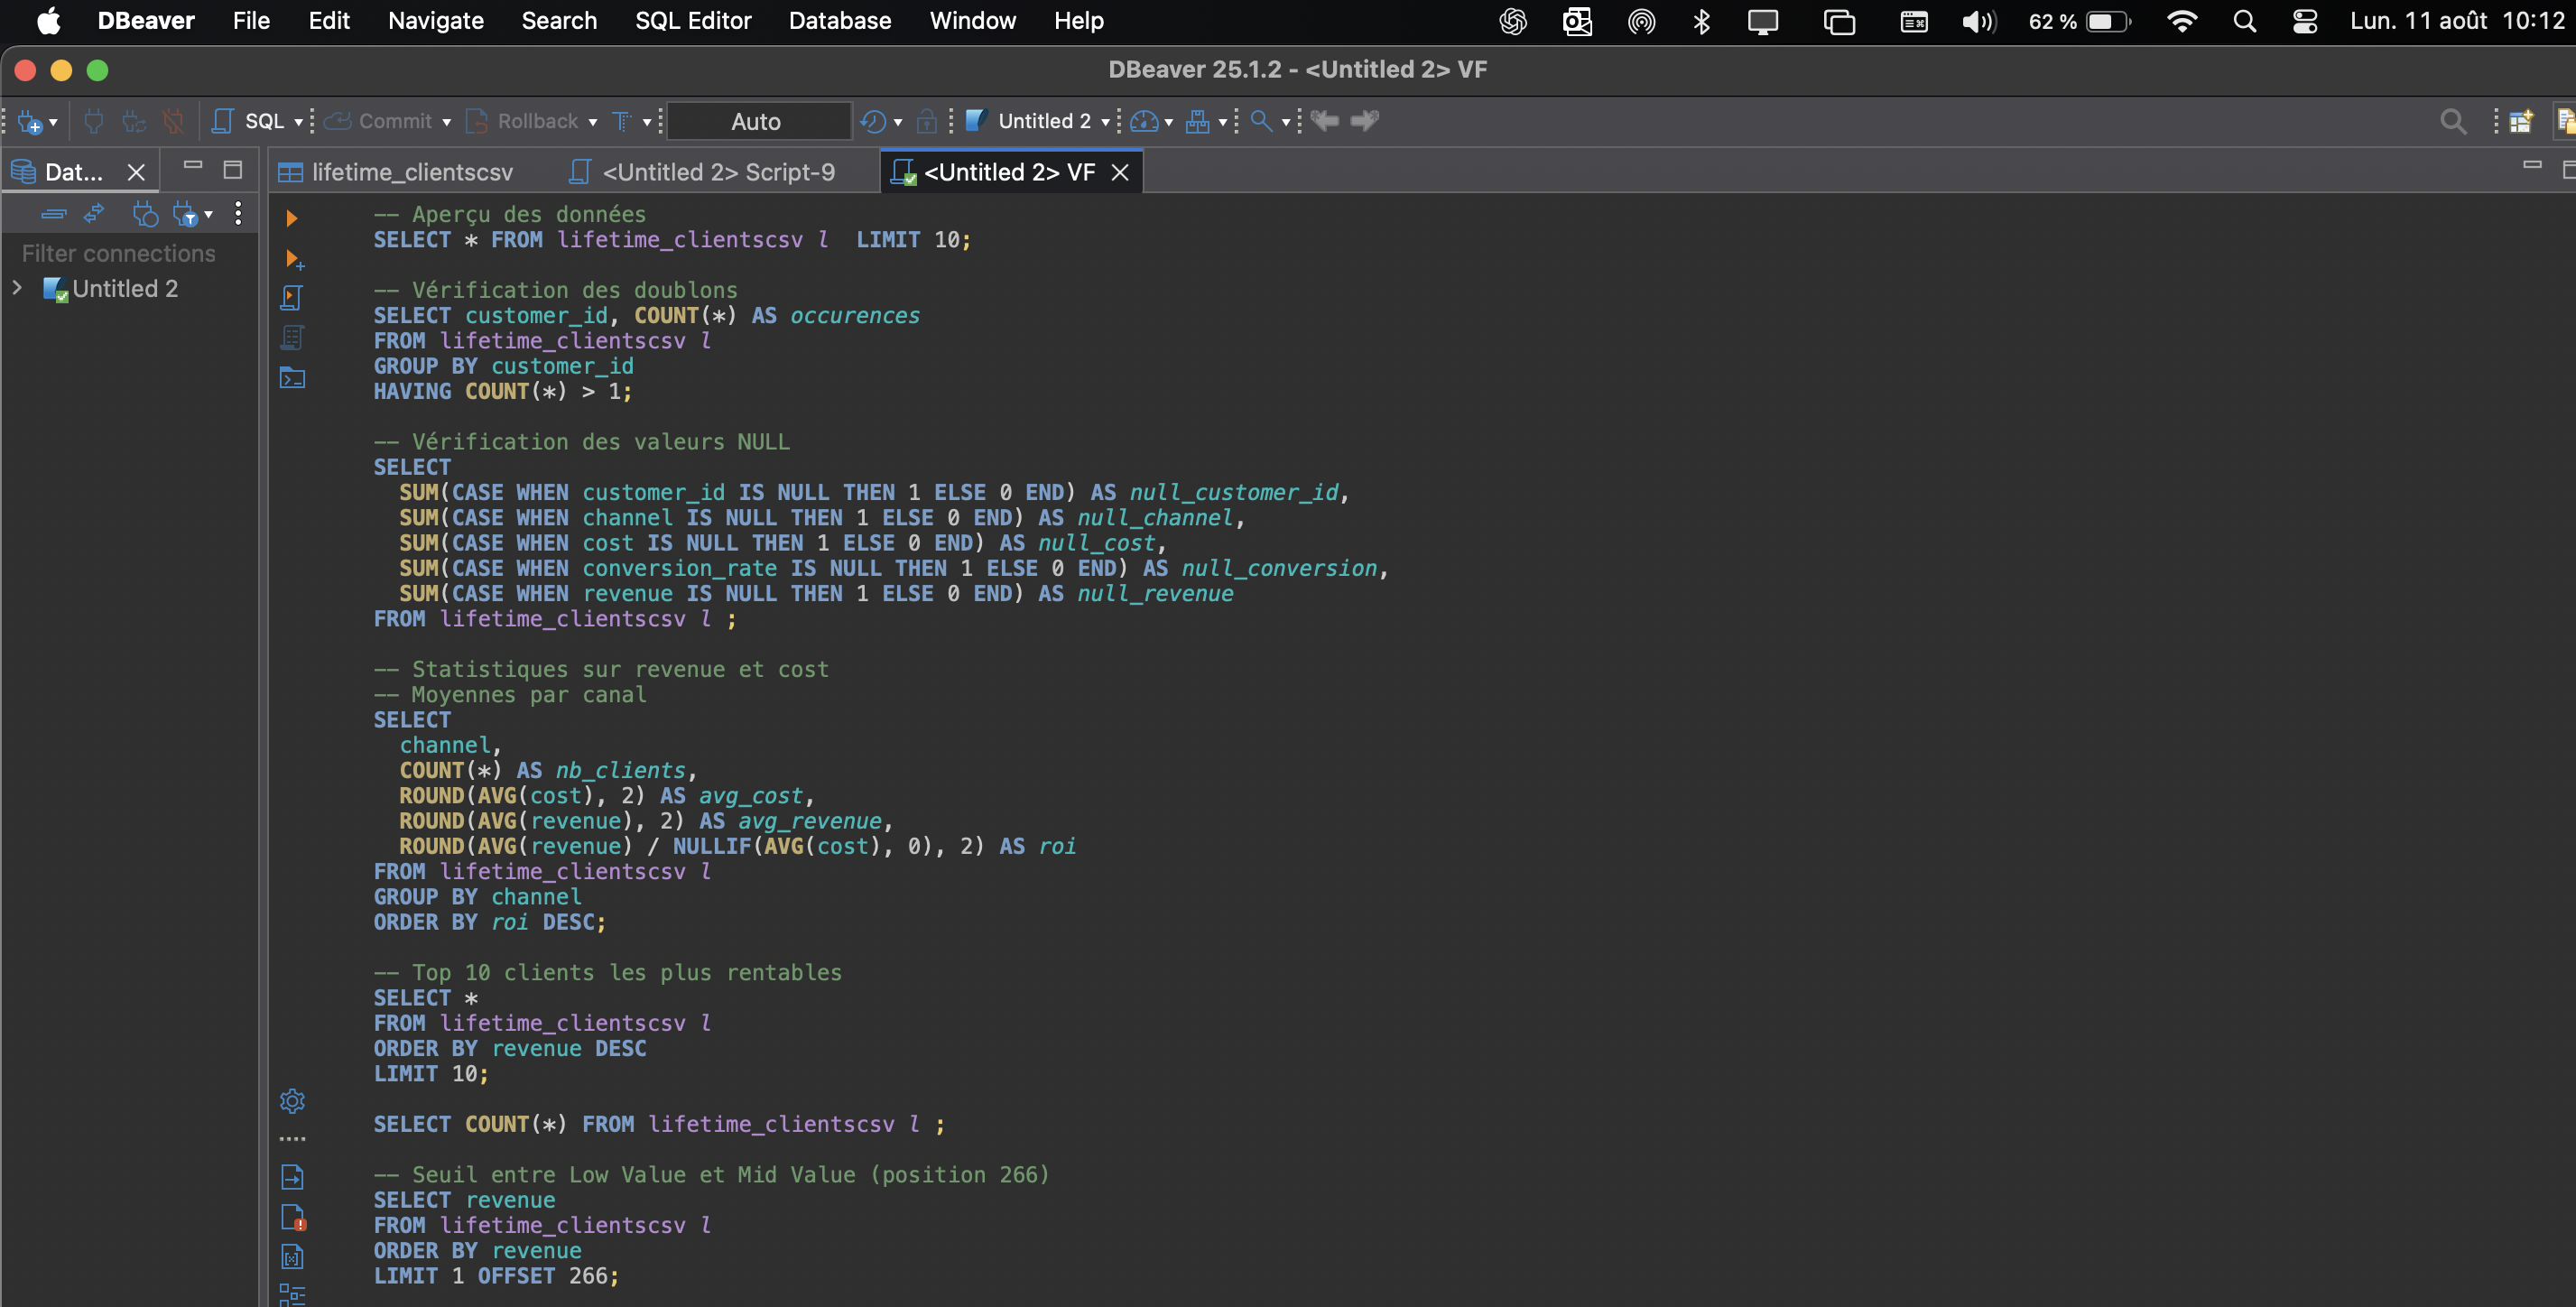 DBeaver File Edit Navigate Search SQL Editor Database Window Help 62 % Lun. 11 août 10:12
DBeaver 25.1.2 - <Untitled 2> VF
SQL Commit Rollback Auto Untitled 2
Dat... lifetime_clientscsv <Untitled 2> Script-9 <Untitled 2> VF
Filter connections
Untitled 2
-- Aperçu des données
SELECT * FROM lifetime_clientscsv l  LIMIT 10;
-- Vérification des doublons
SELECT customer_id, COUNT(*) AS occurences
FROM lifetime_clientscsv l
GROUP BY customer_id
HAVING COUNT(*) > 1;
-- Vérification des valeurs NULL
SELECT
SUM(CASE WHEN customer_id IS NULL THEN 1 ELSE 0 END) AS null_customer_id,
SUM(CASE WHEN channel IS NULL THEN 1 ELSE 0 END) AS null_channel,
SUM(CASE WHEN cost IS NULL THEN 1 ELSE 0 END) AS null_cost,
SUM(CASE WHEN conversion_rate IS NULL THEN 1 ELSE 0 END) AS null_conversion,
SUM(CASE WHEN revenue IS NULL THEN 1 ELSE 0 END) AS null_revenue
FROM lifetime_clientscsv l ;
-- Statistiques sur revenue et cost
-- Moyennes par canal
SELECT
channel,
COUNT(*) AS nb_clients,
ROUND(AVG(cost), 2) AS avg_cost,
ROUND(AVG(revenue), 2) AS avg_revenue,
ROUND(AVG(revenue) / NULLIF(AVG(cost), 0), 2) AS roi
FROM lifetime_clientscsv l
GROUP BY channel
ORDER BY roi DESC;
-- Top 10 clients les plus rentables
SELECT *
FROM lifetime_clientscsv l
ORDER BY revenue DESC
LIMIT 10;
SELECT COUNT(*) FROM lifetime_clientscsv l ;
-- Seuil entre Low Value et Mid Value (position 266)
SELECT revenue
FROM lifetime_clientscsv l
ORDER BY revenue
LIMIT 1 OFFSET 266;